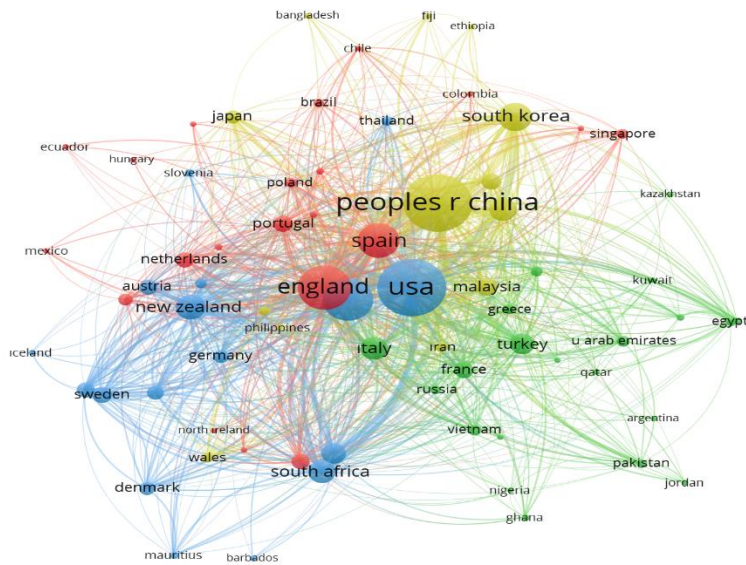 bangladesh
fiji
ethiopia
chile
brazil
colombia
japan
thailand
south korea
singapore
ecuador
hungary
slovenia
poland
kazakhstan
peoples r china
portugal
spain
mexico
netherlands
austria
england
usa
malaysia
kuwait
new zealand
greece
egypt
philippines
iceland
germany
italy
iran
turkey
u arab emirates
france
qatar
sweden
russia
north ireland
vietnam
argentina
wales
south africa
pakistan
denmark
nigeria
jordan
ghana
mauritius
barbados